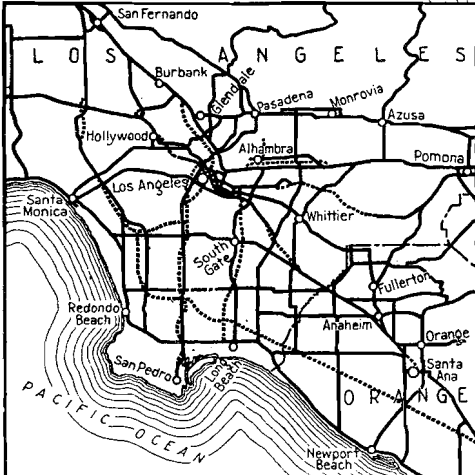 San Fernando
LOS ANGELES
Burbank
Glendale
Pasadena
Monrovia
Azusa
Hollywood
Alhambra
Pomona
Los Angeles
Santa
Monica
Whittier
South
Gate
Fullerton
Redondo
Beach
Anaheim
Orange
San Pedro
Long
Beach
Santa
Ana
ORANGE
PACIFIC OCEAN
Newport
Beach